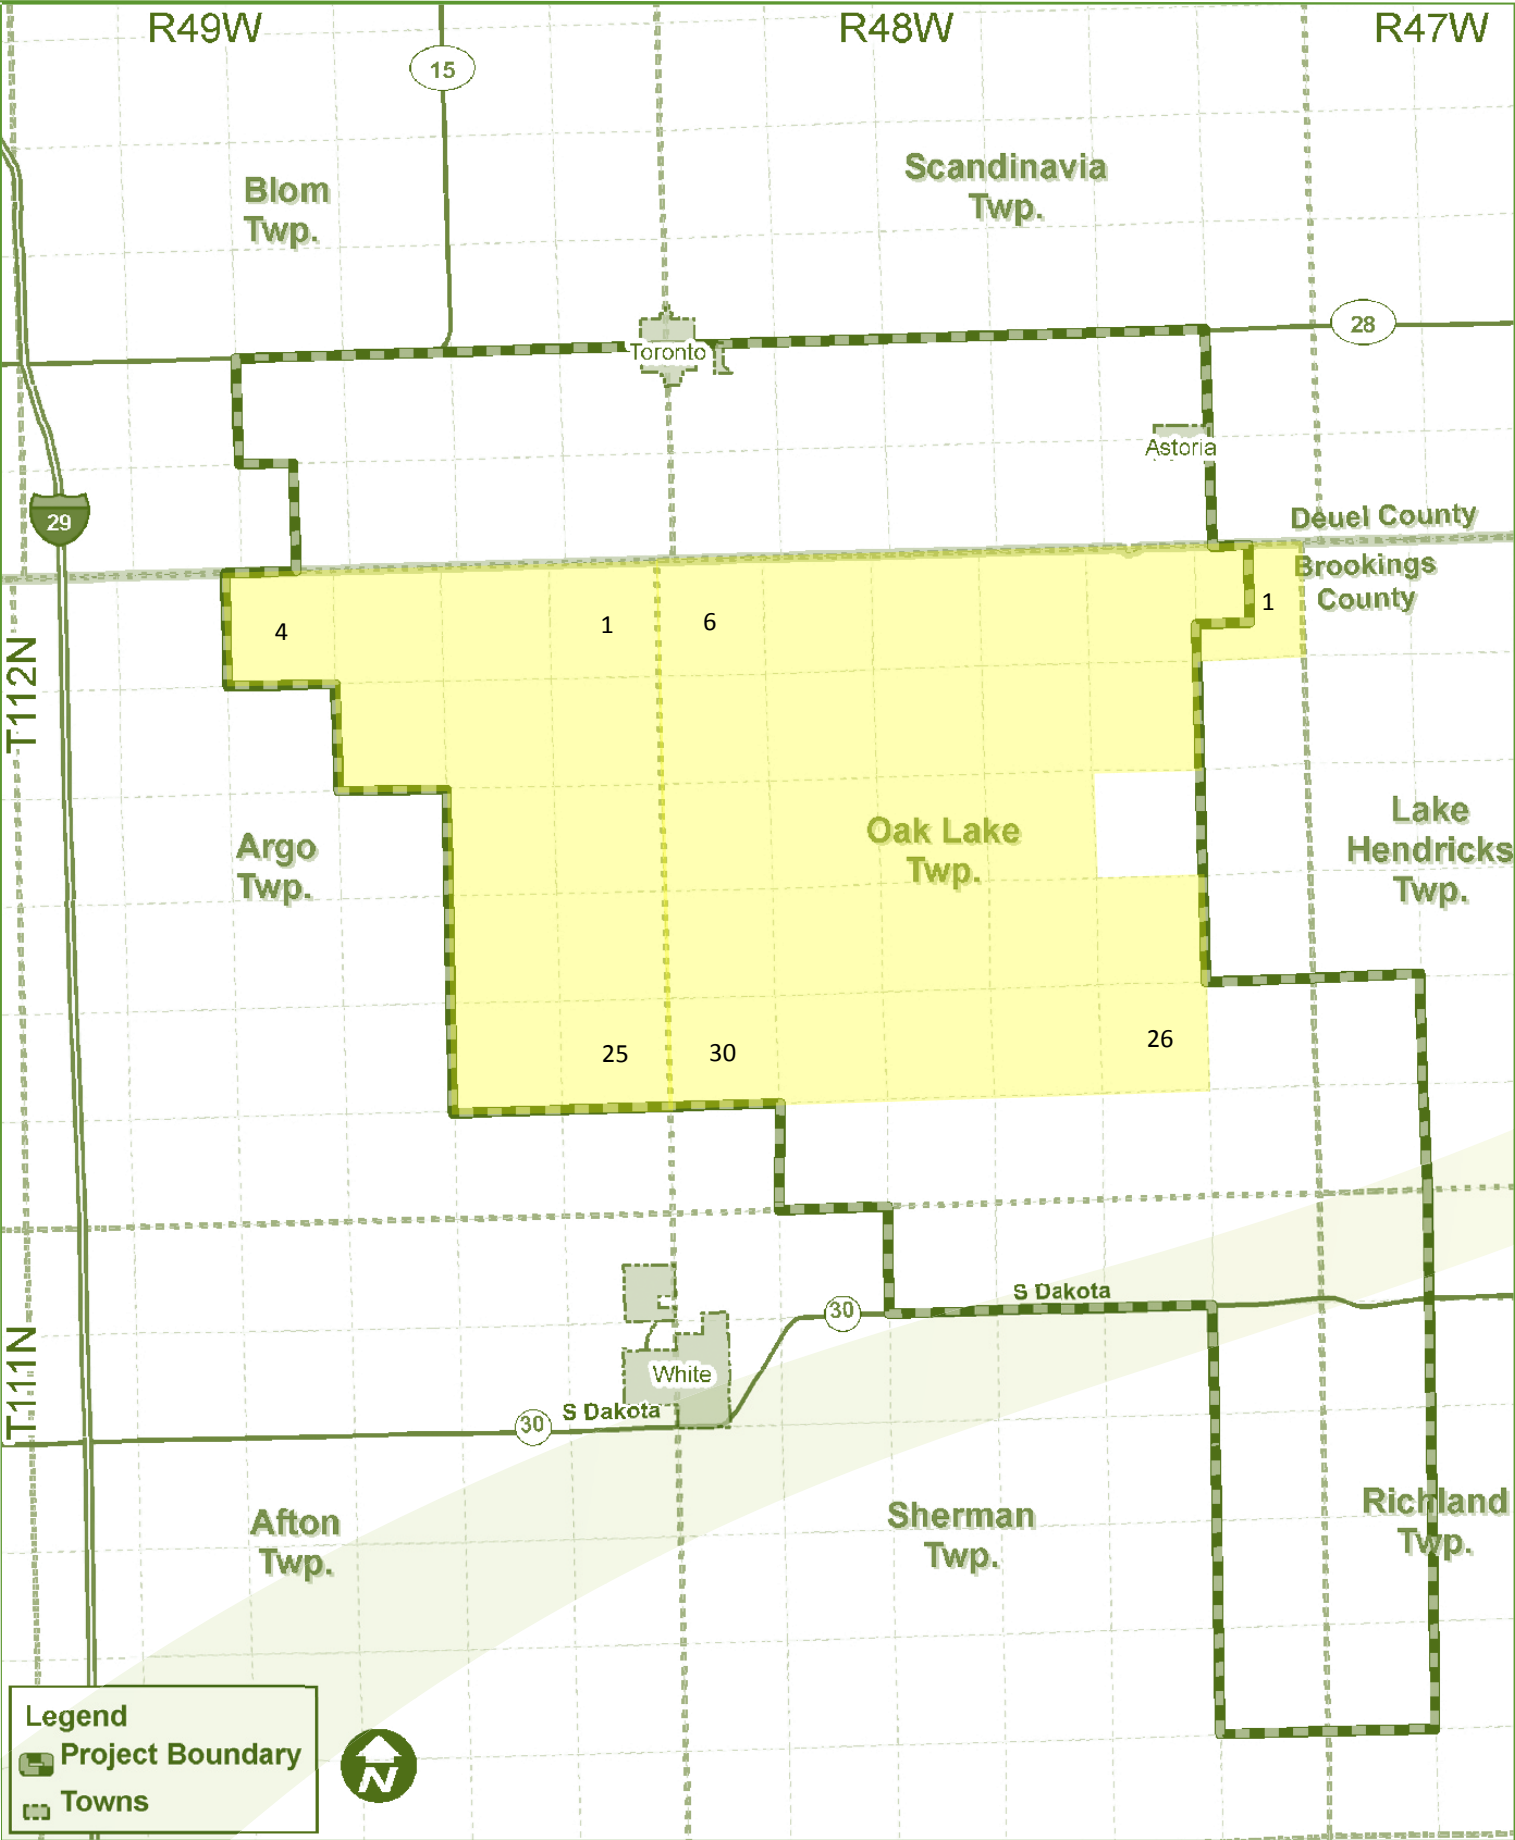 R49W
R48W
R47W
15
Scandinavia
Twp.
Blom
Twp.
28
Toronto
Astoria
29
Deuel County
Brookings
County
4
1
6
1
T112N
Oak Lake
Twp.
Lake
Hendricks
Twp.
Argo
Twp.
25
30
26
S Dakota
30
T111N
White
S Dakota
30
Afton
Twp.
Sherman
Twp.
Richland
Twp.
Legend
Project Boundary
Towns
N